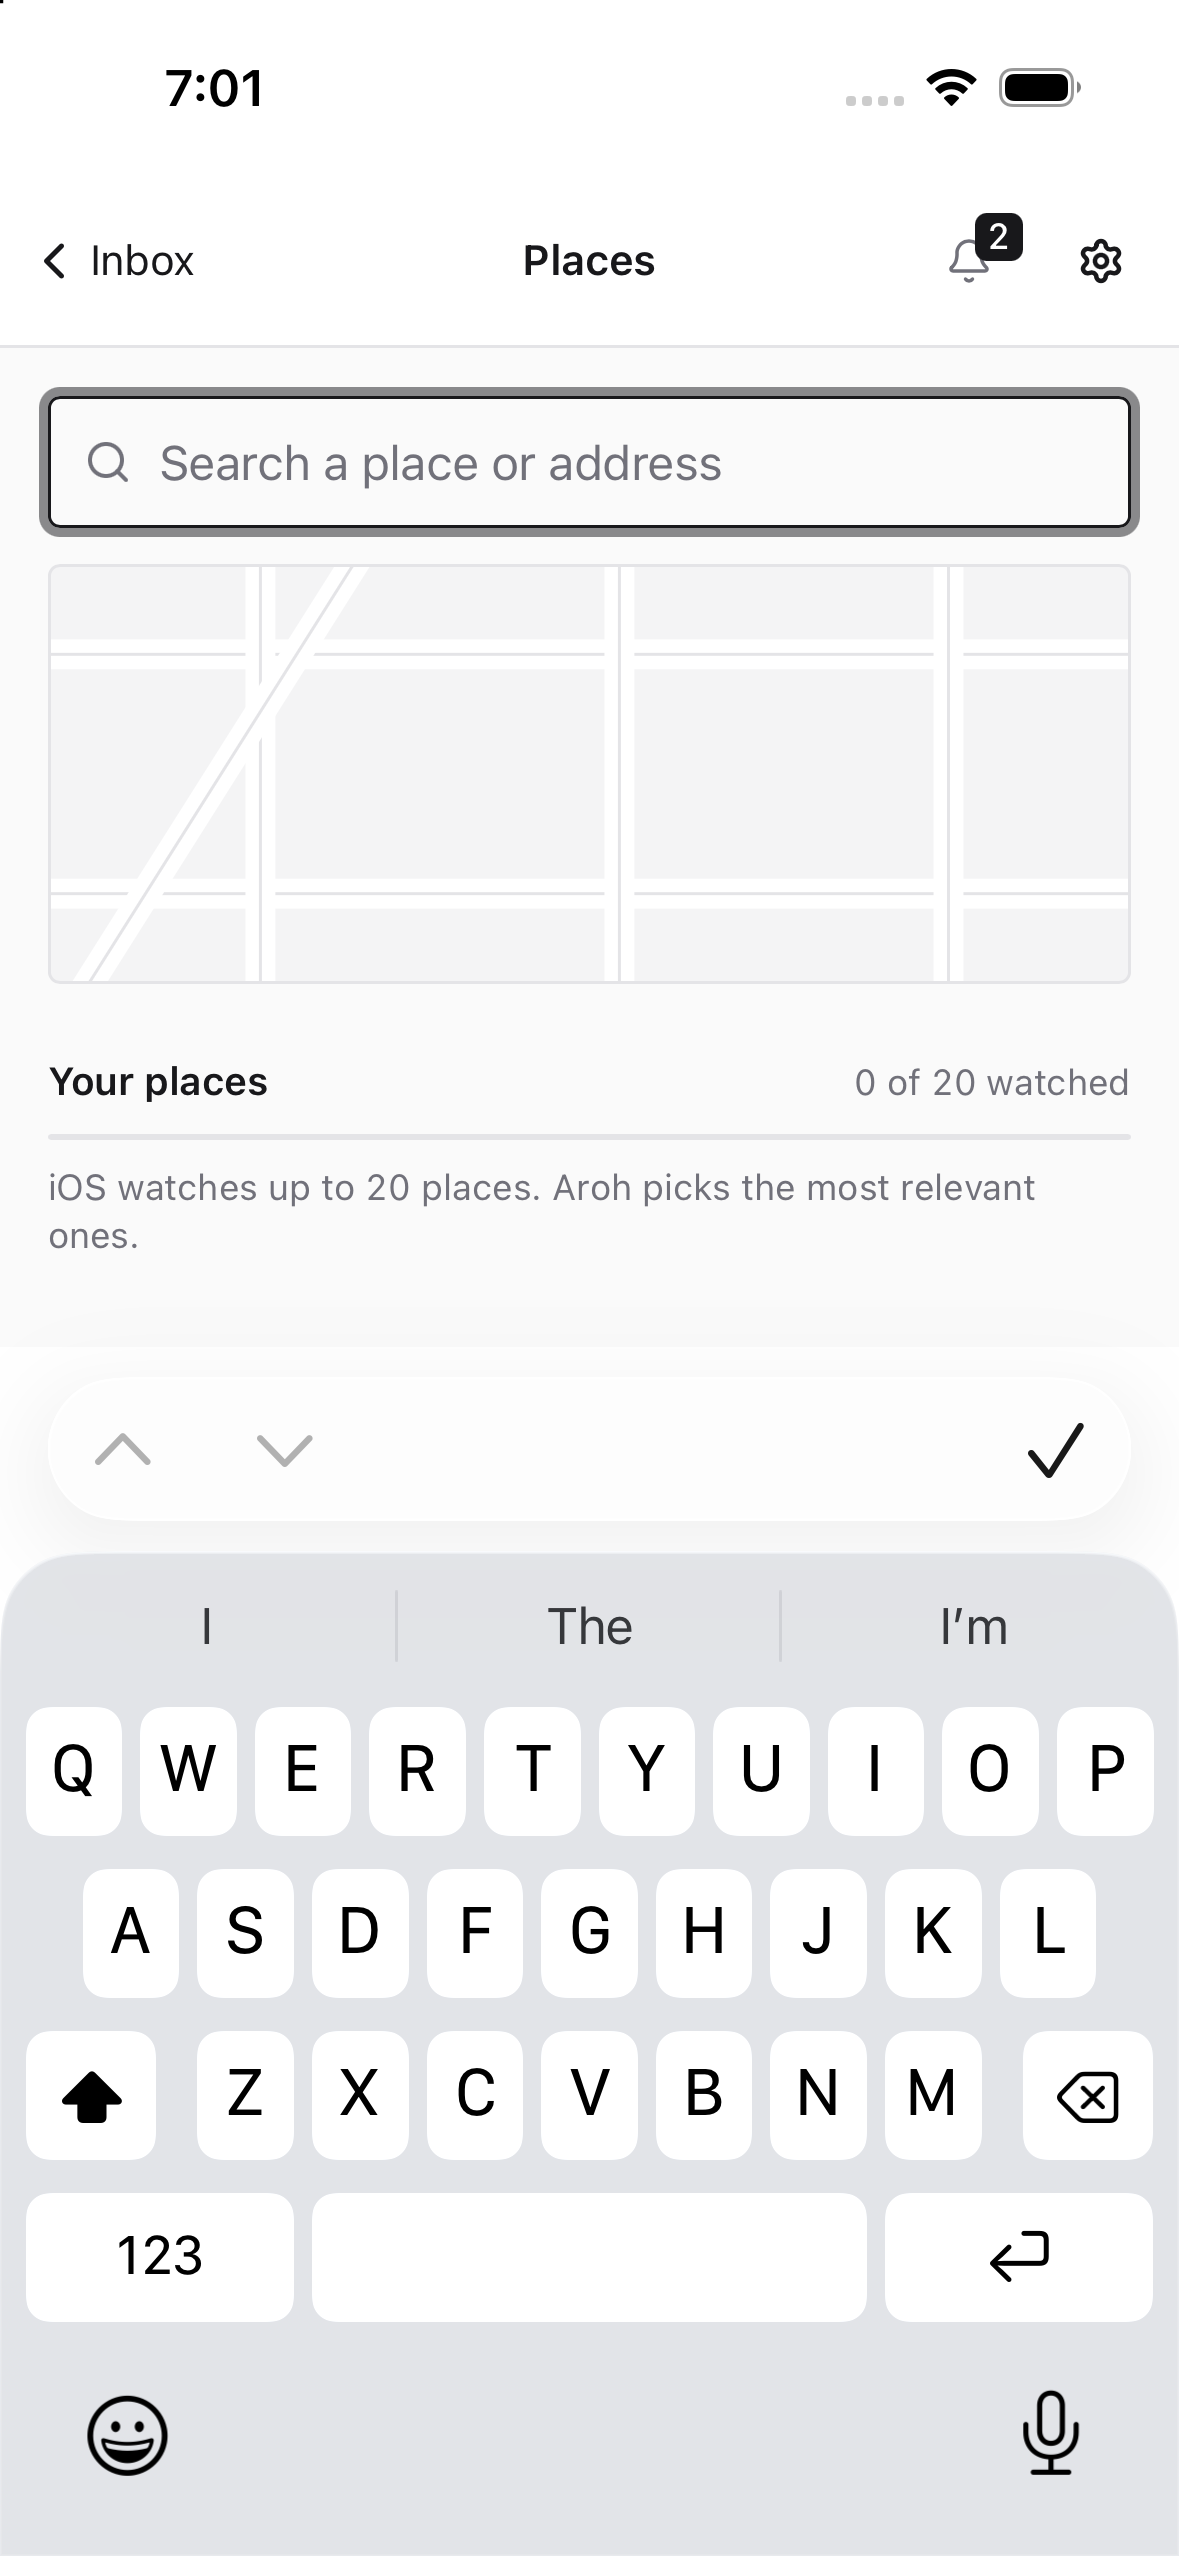 7:01
Inbox
Places
2
Search a place or address
Your places
0 of 20 watched
iOS watches up to 20 places. Aroh picks the most relevant
ones.
I
The
I’m
Q W E R T Y U I O P
A S D F G H J K L
Z X C V B N M
123